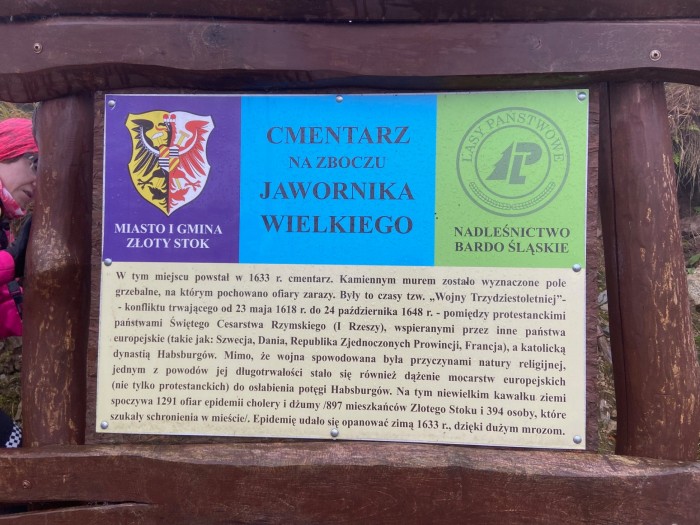 CMENTARZ
NA ZBOCZU
JAWORNIKA
WIELKIEGO
MIASTO I GMINA
ZŁOTY STOK
LASY PAŃSTWOWE
NADLEŚNICTWO
BARDO ŚLĄSKIE
W tym miejscu powstał w 1633 r. cmentarz. Kamiennym murem zostało wyznaczone pole
grzebalne, na którym pochowano ofiary zarazy. Były to czasy tzw. „Wojny Trzydziestoletniej”-
- konfliktu trwającego od 23 maja 1618 r. do 24 października 1648 r. - pomiędzy protestanckimi
państwami Świętego Cesarstwa Rzymskiego (I Rzeszy), wspieranymi przez inne państwa
europejskie (takie jak: Szwecja, Dania, Republika Zjednoczonych Prowincji, Francja), a katolicką
dynastią Habsburgów. Mimo, że wojna spowodowana była przyczynami natury religijnej,
jednym z powodów jej długotrwałości stało się również dążenie mocarstw europejskich
(nie tylko protestanckich) do osłabienia potęgi Habsburgów. Na tym niewielkim kawałku ziemi
spoczywa 1291 ofiar epidemii cholery i dżumy /897 mieszkańców Złotego Stoku i 394 osoby, które
szukały schronienia w mieście/. Epidemię udało się opanować zimą 1633 r., dzięki dużym mrozom.